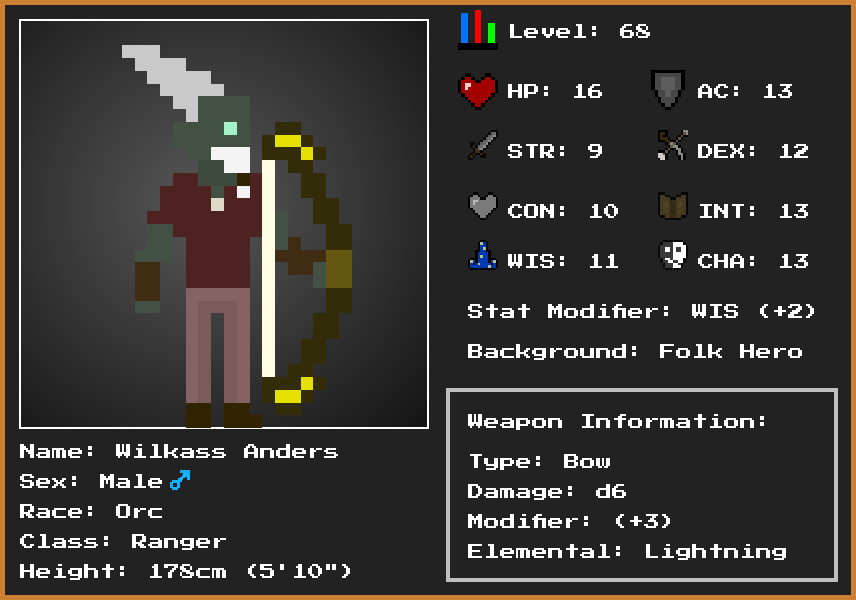 Level: 68
HP: 16 AC: 13
STR: 9 DEX: 12
CON: 10 INT: 13
WIS: 11 CHA: 13
Stat Modifier: WIS (+2)
Background: Folk Hero
Weapon Information:
Type: Bow
Damage: d6
Modifier: (+3)
Elemental: Lightning
Name: Wilkass Anders
Sex: Male ♂
Race: Orc
Class: Ranger
Height: 178cm (5'10")